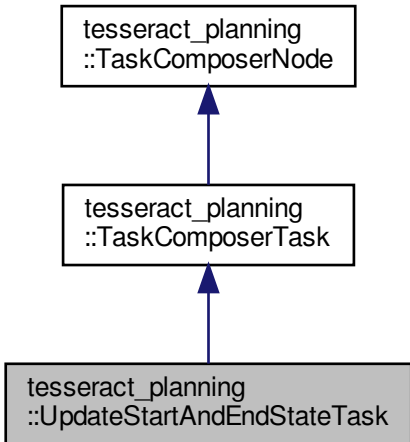 tesseract_planning
::TaskComposerNode
tesseract_planning
::TaskComposerTask
tesseract_planning
::UpdateStartAndEndStateTask